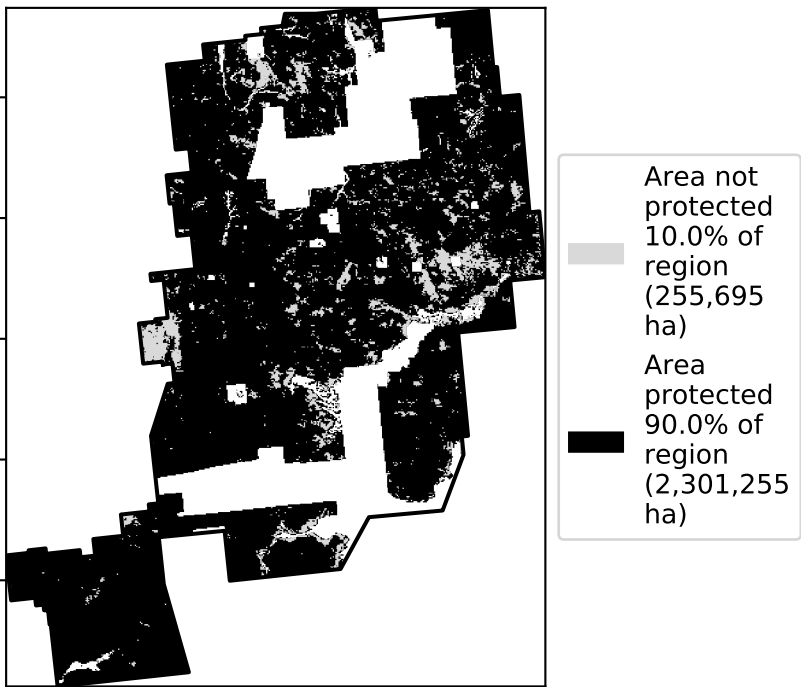 Area not
protected
10.0% of
region
(255,695
ha)
Area
protected
90.0% of
region
(2,301,255
ha)